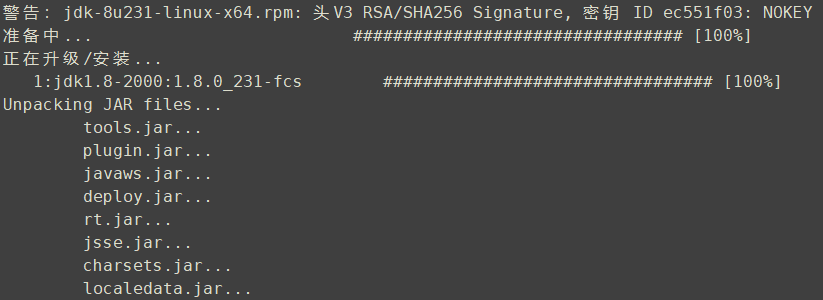 警告: jdk-8u231-linux-x64.rpm: 头V3 RSA/SHA256 Signature, 密钥 ID ec551f03: NOKEY
准备中... ################################# [100%]
正在升级/安装...
1:jdk1.8-2000:1.8.0_231-fcs ################################# [100%]
Unpacking JAR files...
tools.jar...
plugin.jar...
javaws.jar...
deploy.jar...
rt.jar...
jsse.jar...
charsets.jar...
localedata.jar...